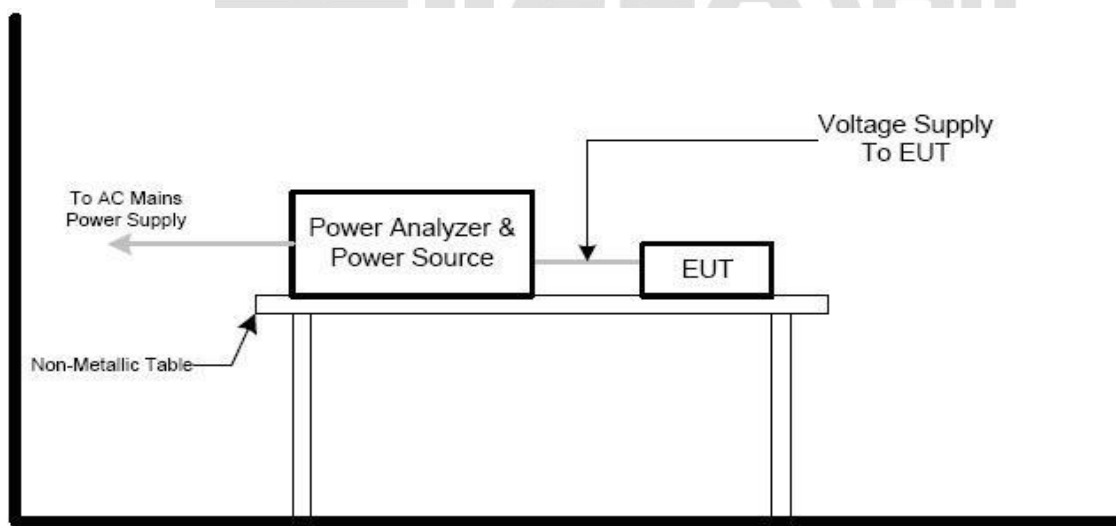 Voltage Supply
To EUT
To AC Mains
Power Supply
Power Analyzer &
Power Source
EUT
Non-Metallic Table